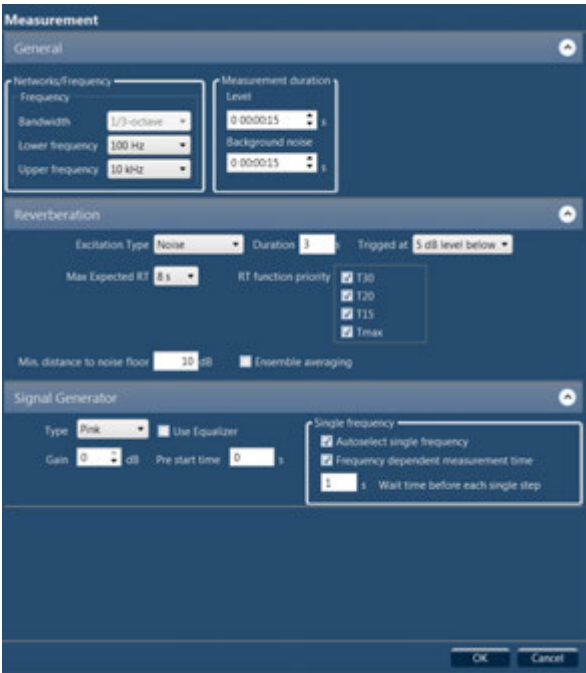 Measurement
General
Networks/Frequency
Frequency
Bandwidth 1/3-octave
Lower frequency 100 Hz
Upper frequency 10 kHz
Measurement duration
Level
0 00:00:15 s
Background noise
0 00:00:15 s
Reverberation
Excitation Type Noise Duration 3 s Trigged at 5 dB level below
Max Expected RT 8 s RT function priority T30
T20
T15
Tmax
Min. distance to noise floor 10 dB Ensemble averaging
Signal Generator
Type Pink Use Equalizer
Gain 0 dB Pre start time 0 s
Single frequency
Autoselect single frequency
Frequency dependent measurement time
1 s Wait time before each single step
OK Cancel